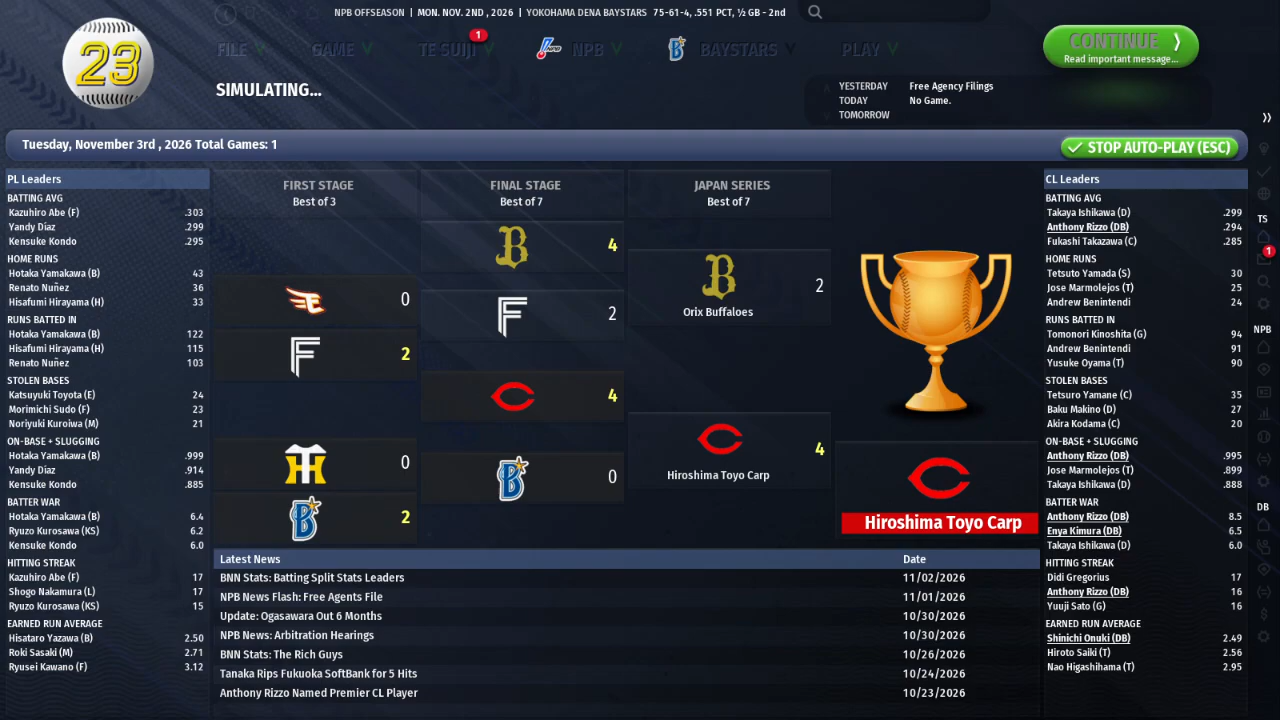 NPB OFFSEASON | MON. NOV. 2ND , 2026 | YOKOHAMA DENA BAYSTARS 75-61-4, .551 PCT, ½ GB - 2nd
23
FILE GAME TE SUJI 1 NPB BAYSTARS PLAY
CONTINUE
Read important message...
SIMULATING...
YESTERDAY Free Agency Filings
TODAY No Game.
TOMORROW
Tuesday, November 3rd , 2026 Total Games: 1
STOP AUTO-PLAY (ESC)
PL Leaders
BATTING AVG
Kazuhiro Abe (F) .303
Yandy Diaz .299
Kensuke Kondo .295
HOME RUNS
Hotaka Yamakawa (B) 43
Renato Nuñez 36
Hisafumi Hirayama (H) 33
RUNS BATTED IN
Hotaka Yamakawa (B) 122
Hisafumi Hirayama (H) 115
Renato Nuñez 103
STOLEN BASES
Katsuyuki Toyota (E) 24
Morimichi Sudo (F) 23
Noriyuki Kuroiwa (M) 21
ON-BASE + SLUGGING
Hotaka Yamakawa (B) .999
Yandy Diaz .914
Kensuke Kondo .885
BATTER WAR
Hotaka Yamakawa (B) 6.4
Ryuzo Kurosawa (KS) 6.2
Kensuke Kondo 6.0
HITTING STREAK
Kazuhiro Abe (F) 17
Shogo Nakamura (L) 17
Ryuzo Kurosawa (KS) 15
EARNED RUN AVERAGE
Hisataro Yazawa (B) 2.50
Roki Sasaki (M) 2.71
Ryusei Kawano (F) 3.12
FIRST STAGE
Best of 3
E 0
F 2
HT 0
B 2
FINAL STAGE
Best of 7
B 4
F 2
C 4
B 0
JAPAN SERIES
Best of 7
B 2
Orix Buffaloes
C 4
Hiroshima Toyo Carp
C
Hiroshima Toyo Carp
Latest News Date
BNN Stats: Batting Split Stats Leaders 11/02/2026
NPB News Flash: Free Agents File 11/01/2026
Update: Ogasawara Out 6 Months 10/30/2026
NPB News: Arbitration Hearings 10/30/2026
BNN Stats: The Rich Guys 10/26/2026
Tanaka Rips Fukuoka SoftBank for 5 Hits 10/24/2026
Anthony Rizzo Named Premier CL Player 10/23/2026
CL Leaders
BATTING AVG
Takaya Ishikawa (D) .299
Anthony Rizzo (DB) .294
Fukashi Takazawa (C) .285
HOME RUNS
Tetsuto Yamada (S) 30
Jose Marmolejos (T) 25
Andrew Benintendi 24
RUNS BATTED IN
Tomonori Kinoshita (G) 94
Andrew Benintendi 91
Yusuke Oyama (T) 90
STOLEN BASES
Tetsuro Yamane (C) 35
Baku Makino (D) 27
Akira Kodama (C) 20
ON-BASE + SLUGGING
Anthony Rizzo (DB) .995
Jose Marmolejos (T) .899
Takaya Ishikawa (D) .888
BATTER WAR
Anthony Rizzo (DB) 8.5
Enya Kimura (DB) 6.5
Takaya Ishikawa (D) 6.0
HITTING STREAK
Didi Gregorius 17
Anthony Rizzo (DB) 16
Yuuji Sato (G) 16
EARNED RUN AVERAGE
Shinichi Onuki (DB) 2.49
Hiroto Saiki (T) 2.56
Nao Higashihama (T) 2.95
TS
1
NPB
DB